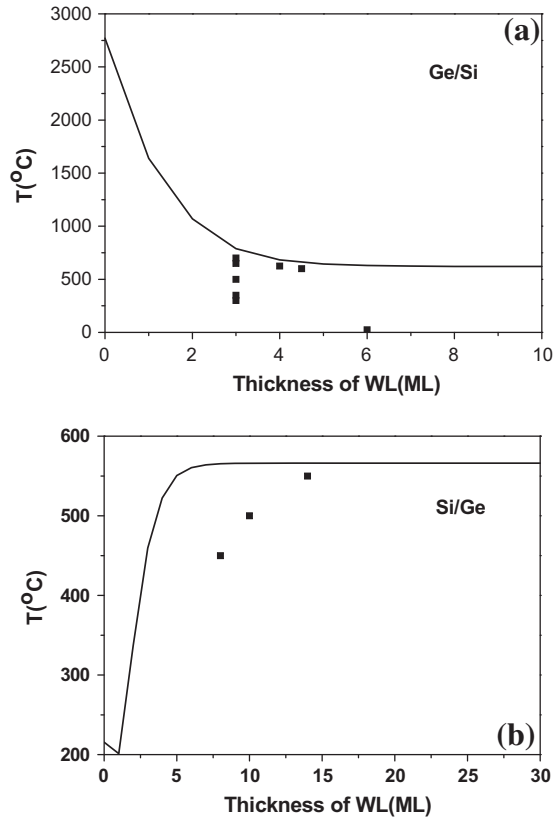 (a)
3000
Ge/Si
2500
2000
T(°C)
1500
1000
500
0
0 2 4 6 8 10
Thickness of WL(ML)
600
Si/Ge
500
T(°C)
400
300
(b)
200
0 5 10 15 20 25 30
Thickness of WL(ML)